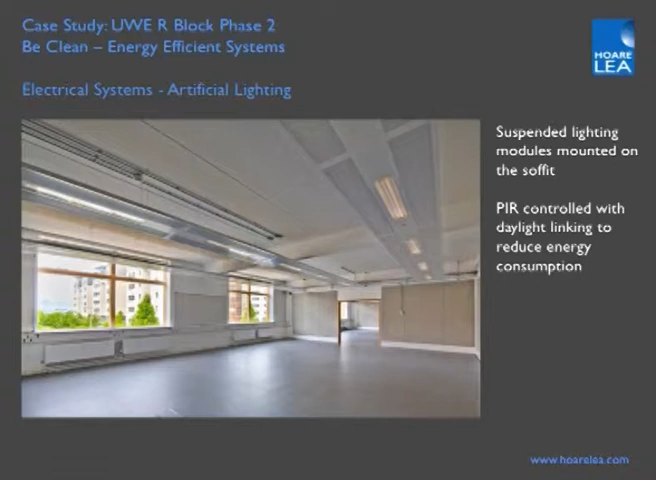 Case Study: UWE R Block Phase 2
Be Clean – Energy Efficient Systems
HOARE
LEA
Electrical Systems - Artificial Lighting
Suspended lighting
modules mounted on
the soffit
PIR controlled with
daylight linking to
reduce energy
consumption
www.hoarelea.com